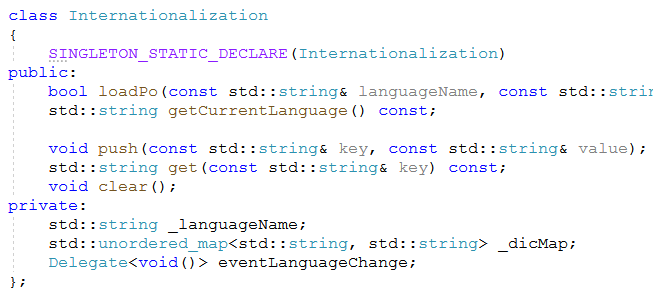 class Internationalization
{
SINGLETON_STATIC_DECLARE(Internationalization)
public:
bool loadPo(const std::string& languageName, const std::strin
std::string getCurrentLanguage() const;
void push(const std::string& key, const std::string& value);
std::string get(const std::string& key) const;
void clear();
private:
std::string _languageName;
std::unordered_map<std::string, std::string> _dicMap;
Delegate<void()> eventLanguageChange;
};